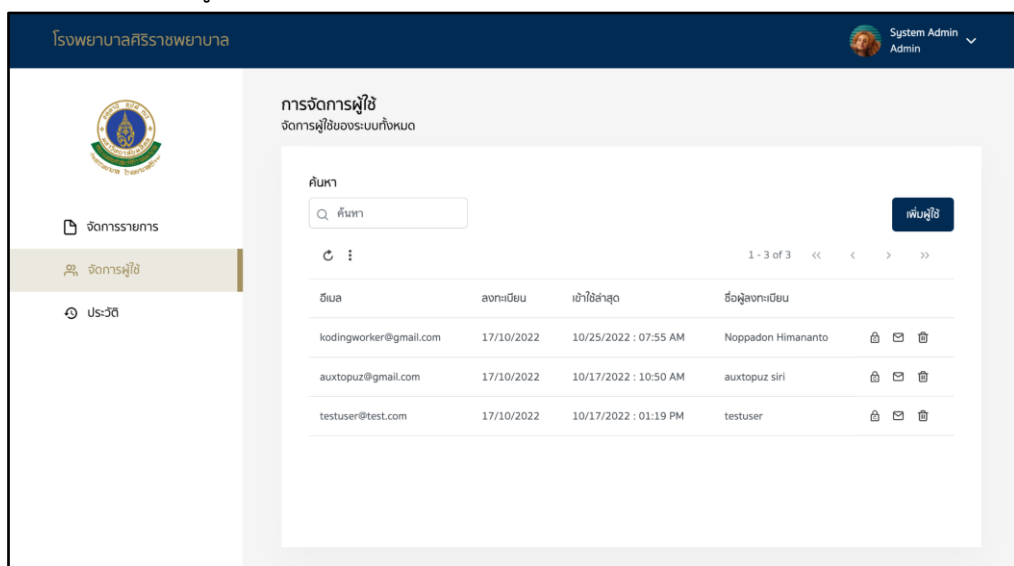 โรงพยาบาลศิริราชพยาบาล
System Admin
Admin
จัดการรายการ
จัดการผู้ใช้
ประวัติ
การจัดการผู้ใช้
จัดการผู้ใช้ของระบบทั้งหมด
ค้นหา
ค้นหา
เพิ่มผู้ใช้
1 - 3 of 3 << < > >>
อีเมล ลงทะเบียน เข้าใช้ล่าสุด ชื่อผู้ลงทะเบียน
kodingworker@gmail.com 17/10/2022 10/25/2022 : 07:55 AM Noppadon Himananto
auxtopuz@gmail.com 17/10/2022 10/17/2022 : 10:50 AM auxtopuz siri
testuser@test.com 17/10/2022 10/17/2022 : 01:19 PM testuser